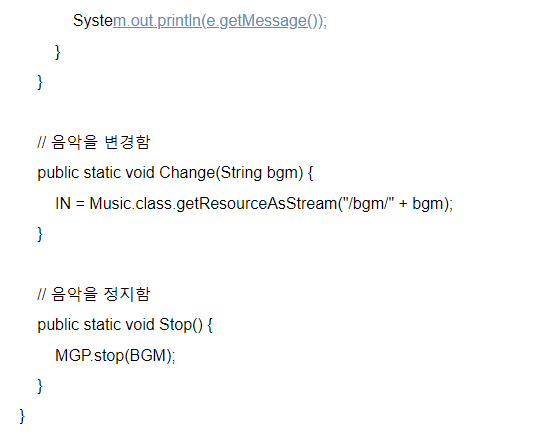 System.out.println(e.getMessage());
}
}
// 음악을 변경함
public static void Change(String bgm) {
IN = Music.class.getResourceAsStream("/bgm/" + bgm);
}
// 음악을 정지함
public static void Stop() {
MGP.stop(BGM);
}
}